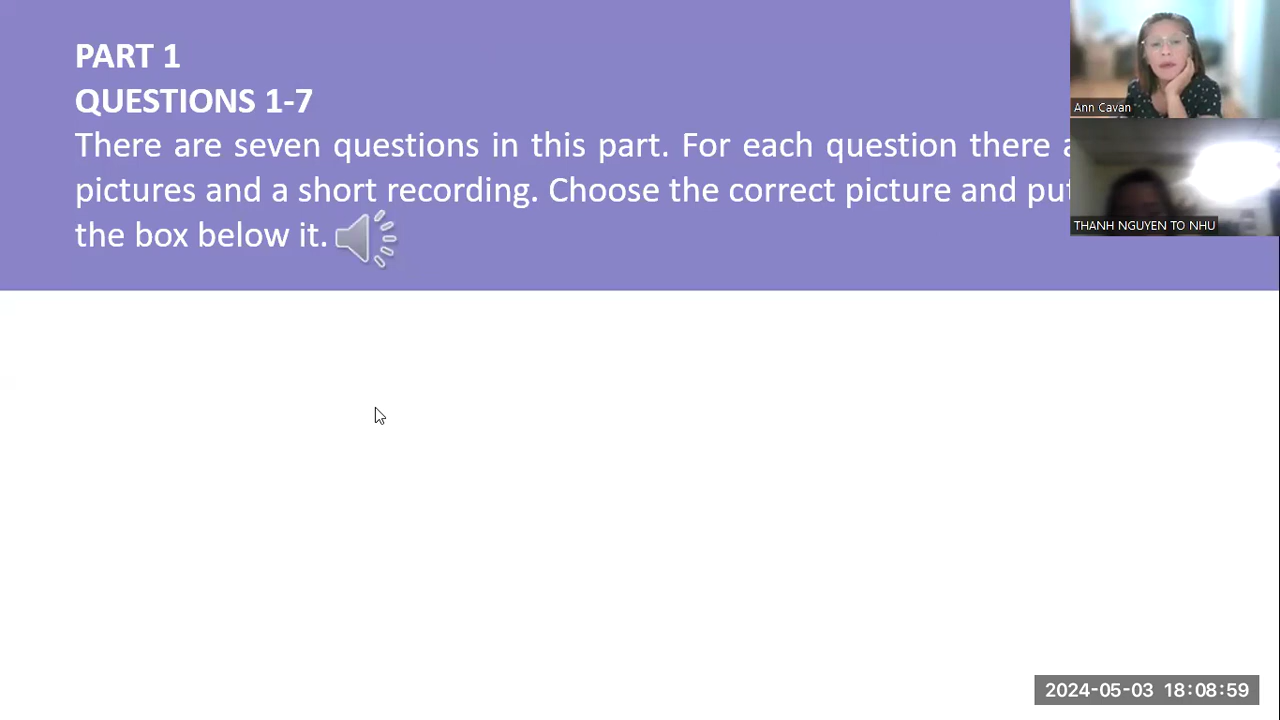 PART 1
QUESTIONS 1-7
There are seven questions in this part. For each question there
pictures and a short recording. Choose the correct picture and put
the box below it.
Ann Cavan
THANH NGUYEN TO NHU
2024-05-03 18:08:59